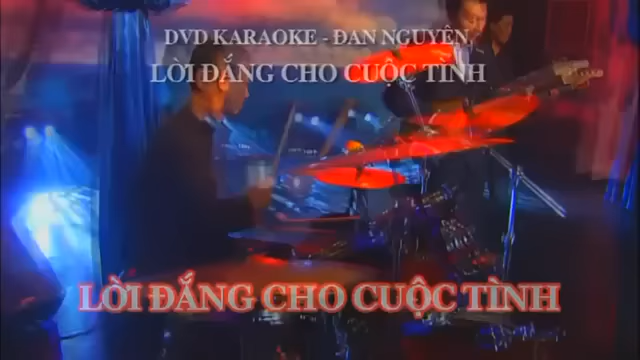 DVD KARAOKE - ĐAN NGUYÊN
LỜI ĐẮNG CHO CUỘC TÌNH
LỜI ĐẮNG CHO CUỘC TÌNH